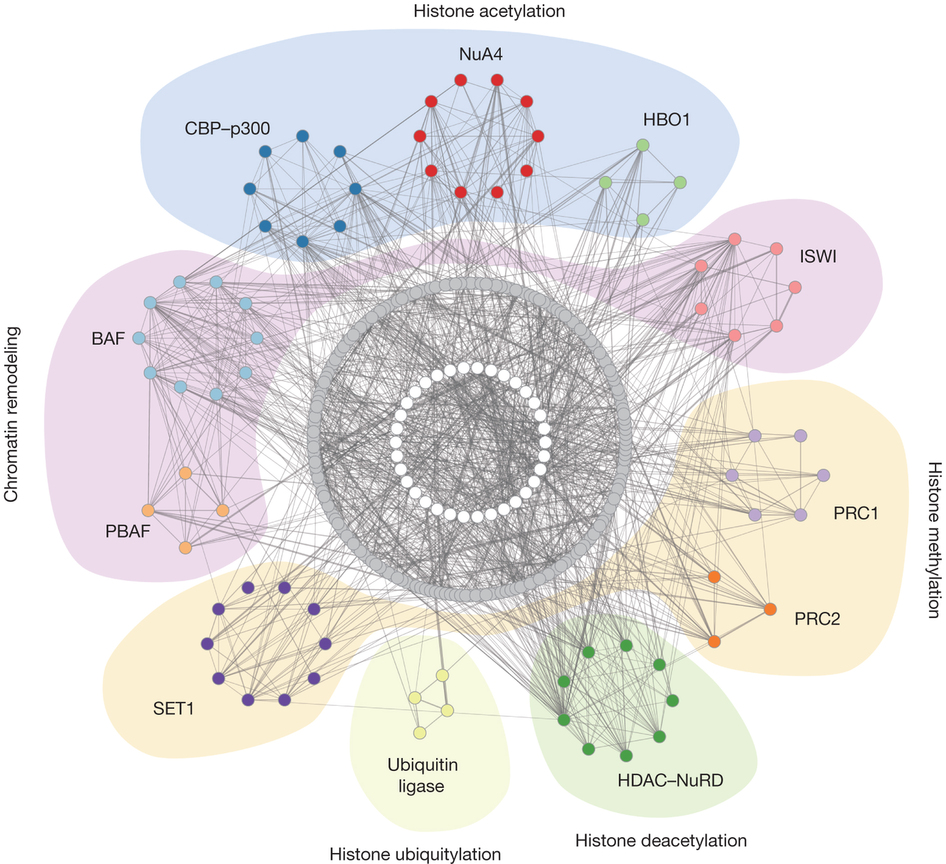 Histone acetylation
NuA4
CBP–p300
HBO1
ISWI
BAF
Chromatin remodeling
PBAF
PRC1
Histone methylation
PRC2
SET1
Ubiquitin
ligase
HDAC–NuRD
Histone deacetylation
Histone ubiquitylation